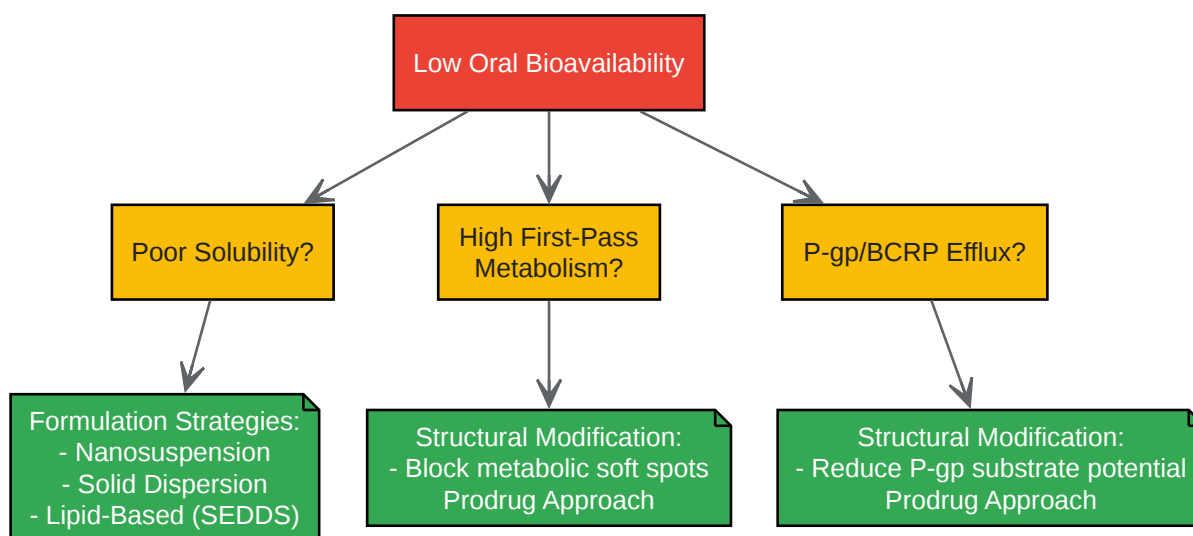 Low Oral Bioavailability
Poor Solubility?
High First-Pass
Metabolism?
P-gp/BCRP Efflux?
Formulation Strategies:
- Nanosuspension
- Solid Dispersion
- Lipid-Based (SEDDS)
Structural Modification:
- Block metabolic soft spots
Prodrug Approach
Structural Modification:
- Reduce P-gp substrate potential
Prodrug Approach